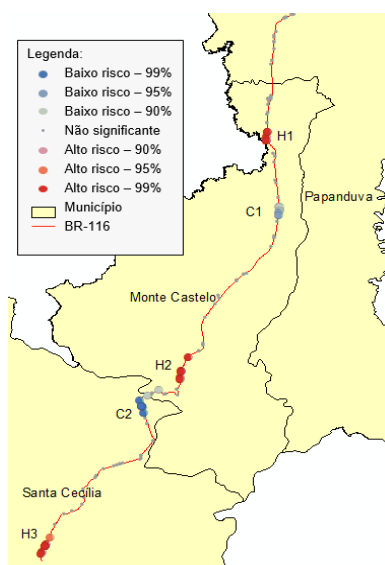 Legenda:
Baixo risco – 99%
Baixo risco – 95%
Baixo risco – 90%
Não significante
Alto risco – 90%
Alto risco – 95%
Alto risco – 99%
Município
BR-116
H1
Papanduva
C1
Monte Castelo
H2
C2
Santa Cecília
H3